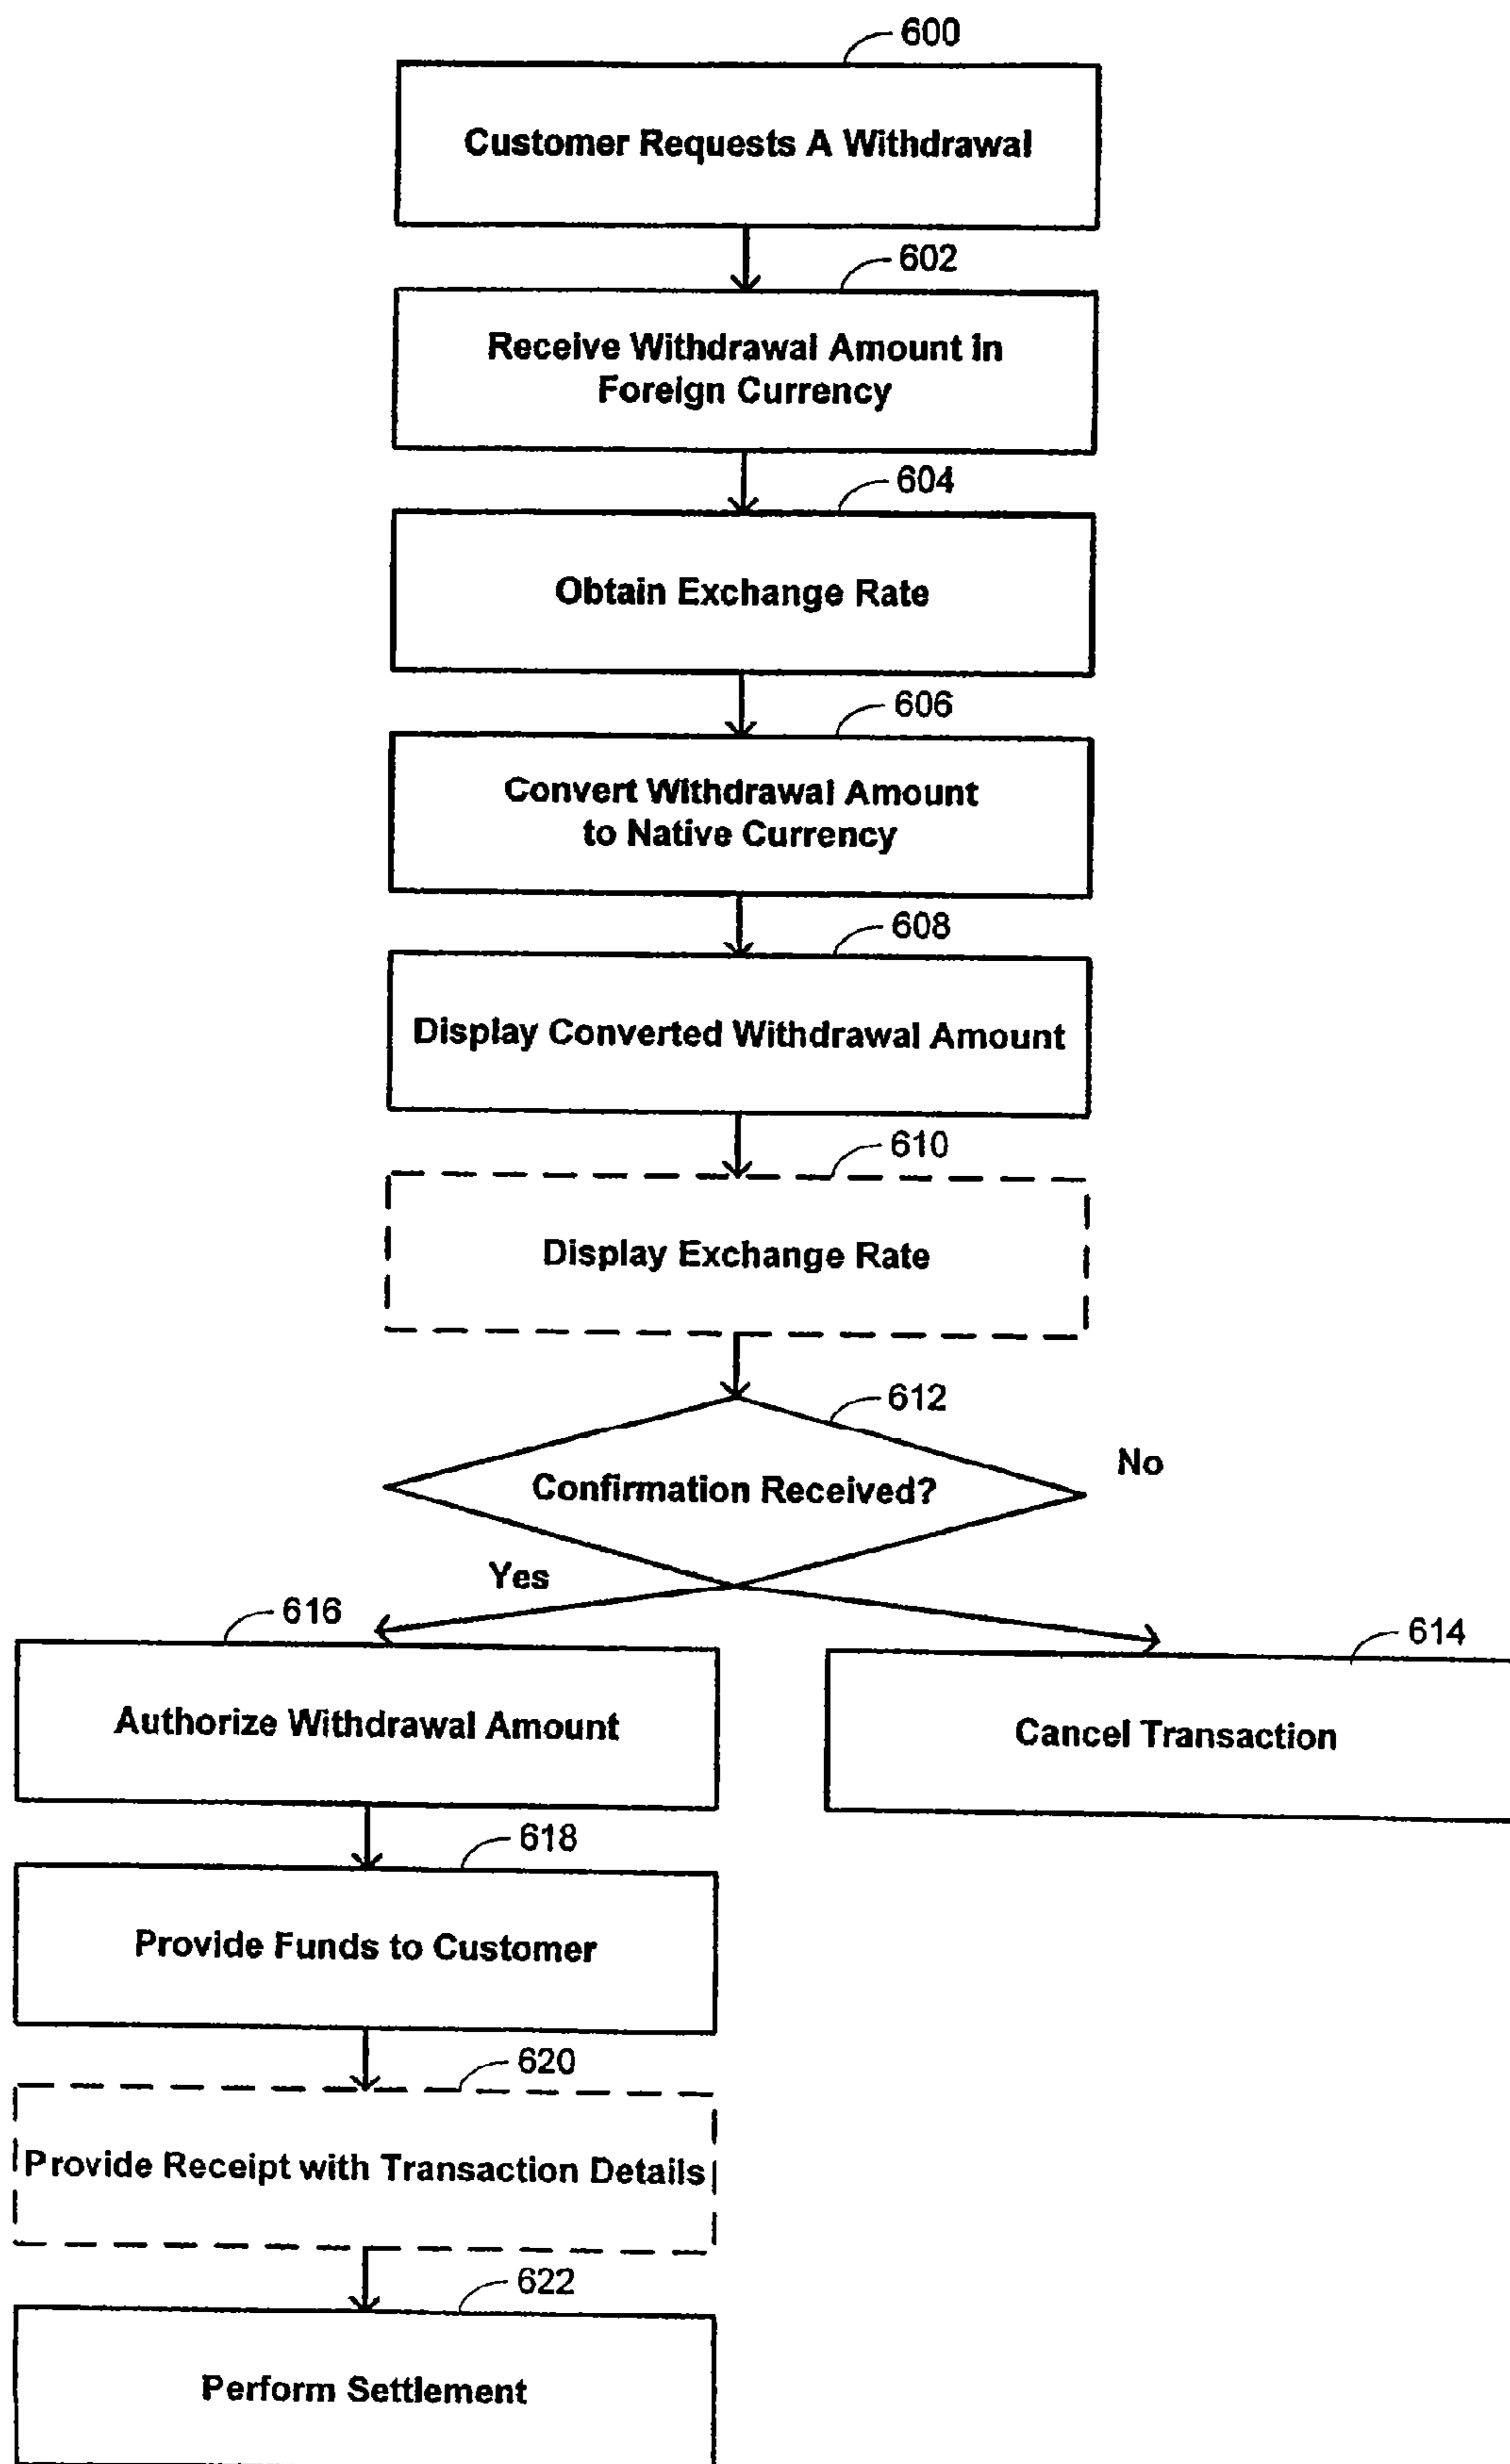 600
Customer Requests A Withdrawal
602
Receive Withdrawal Amount in
Foreign Currency
604
Obtain Exchange Rate
606
Convert Withdrawal Amount
to Native Currency
608
Display Converted Withdrawal Amount
610
Display Exchange Rate
612
Confirmation Received?
No
Yes
616
Authorize Withdrawal Amount
614
Cancel Transaction
618
Provide Funds to Customer
620
Provide Receipt with Transaction Details
622
Perform Settlement